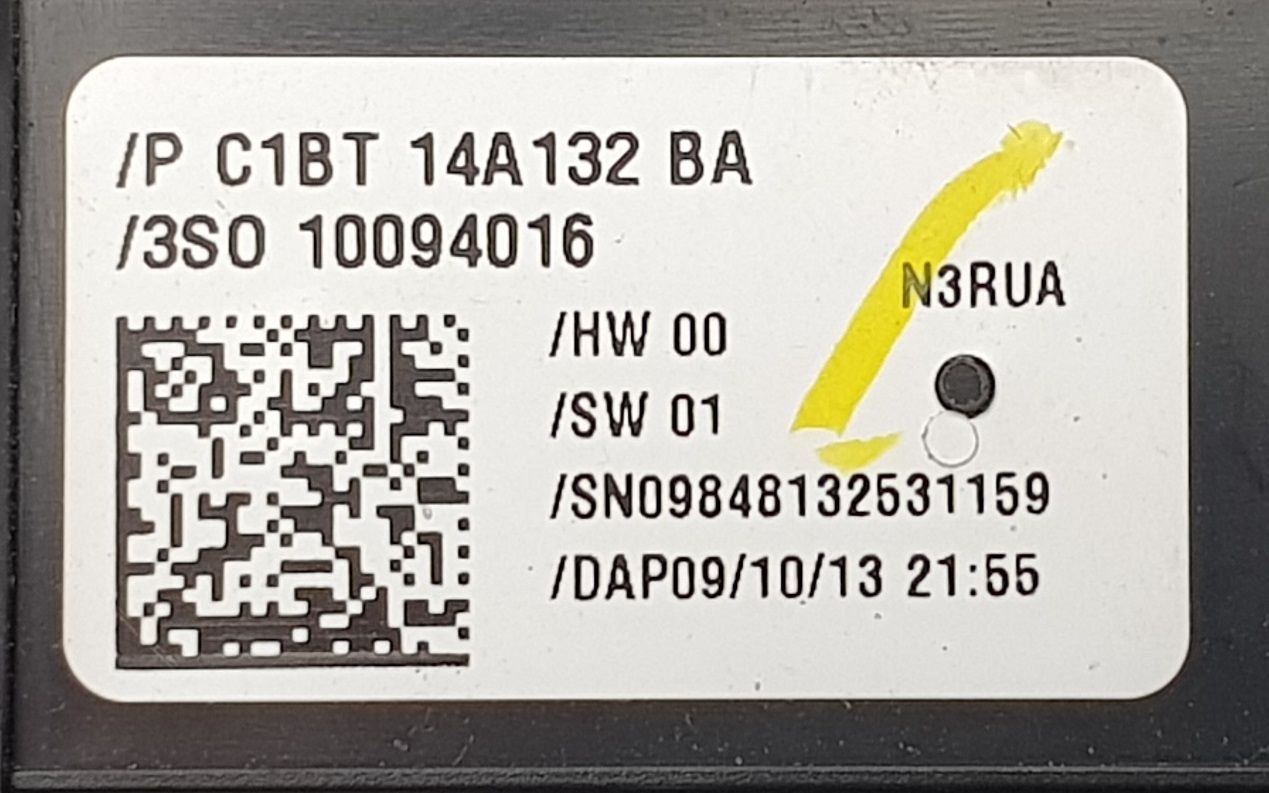 /P C1BT 14A132 BA
/3SO 10094016
N3RUA
/HW 00
/SW 01
/SN09848132531159
/DAP09/10/13 21:55